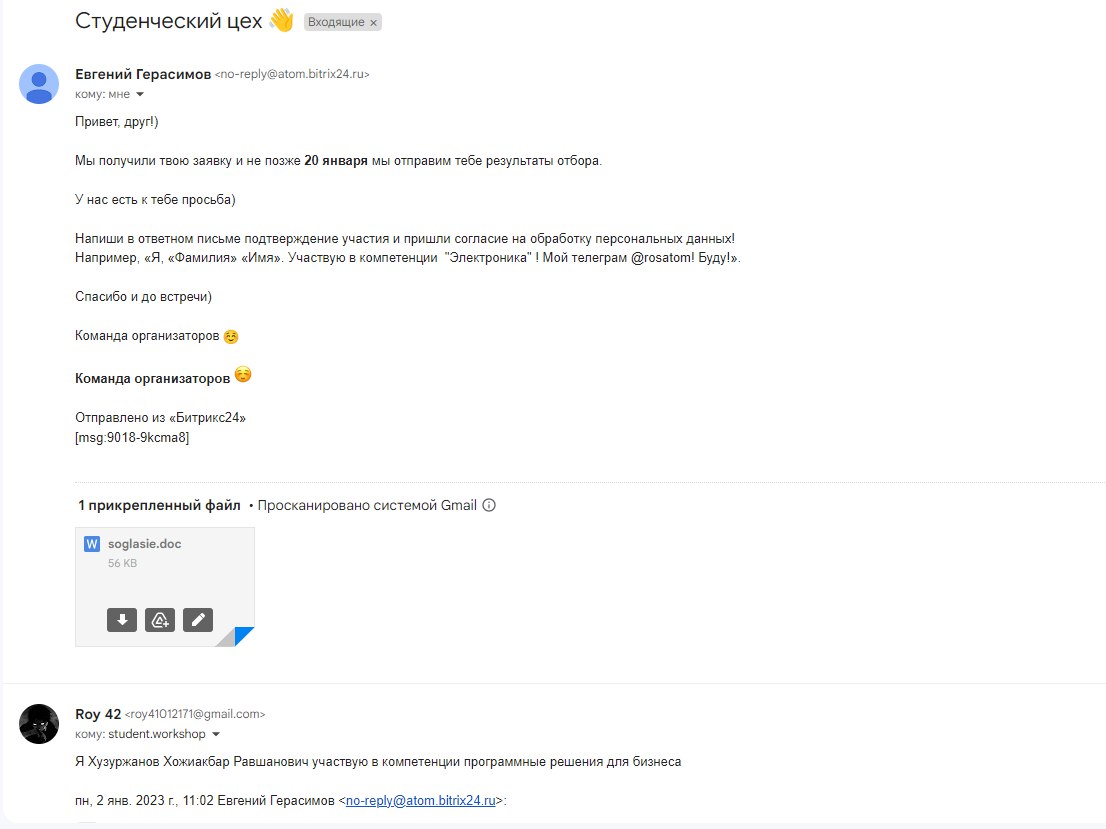 Студенческий цех 👋 Входящие ×
Евгений Герасимов <no-reply@atom.bitrix24.ru>
кому: мне
Привет, друг!)
Мы получили твою заявку и не позже 20 января мы отправим тебе результаты отбора.
У нас есть к тебе просьба)
Напиши в ответном письме подтверждение участия и пришли согласие на обработку персональных данных!
Например, «Я, «Фамилия» «Имя». Участвую в компетенции "Электроника" ! Мой телеграм @rosatom! Буду!».
Спасибо и до встречи)
Команда организаторов ☺️
Команда организаторов ☺️
Отправлено из «Битрикс24»
[msg:9018-9kcma8]
1 прикрепленный файл • Просканировано системой Gmail
W soglasie.doc
56 KB
Roy 42 <roy41012171@gmail.com>
кому: student.workshop
Я Хузуржанов Хожиакбар Равшанович участвую в компетенции программные решения для бизнеса
пн, 2 янв. 2023 г., 11:02 Евгений Герасимов <no-reply@atom.bitrix24.ru>: